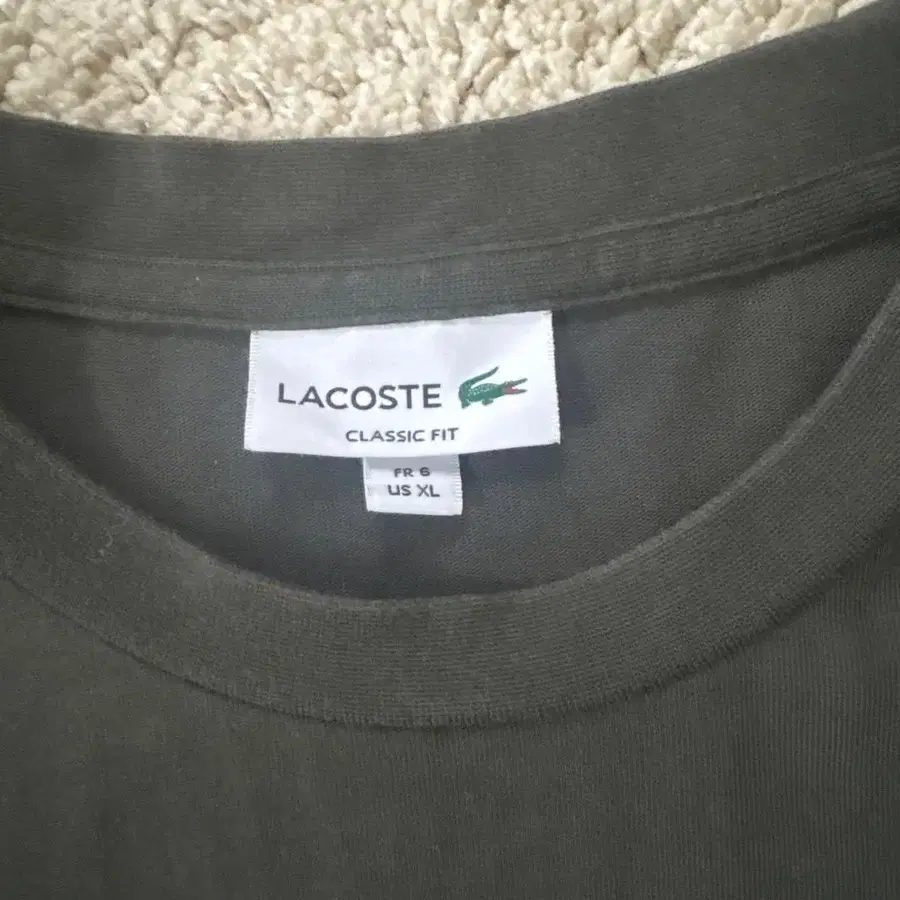 LACOSTE
CLASSIC FIT
FR 6
US XL